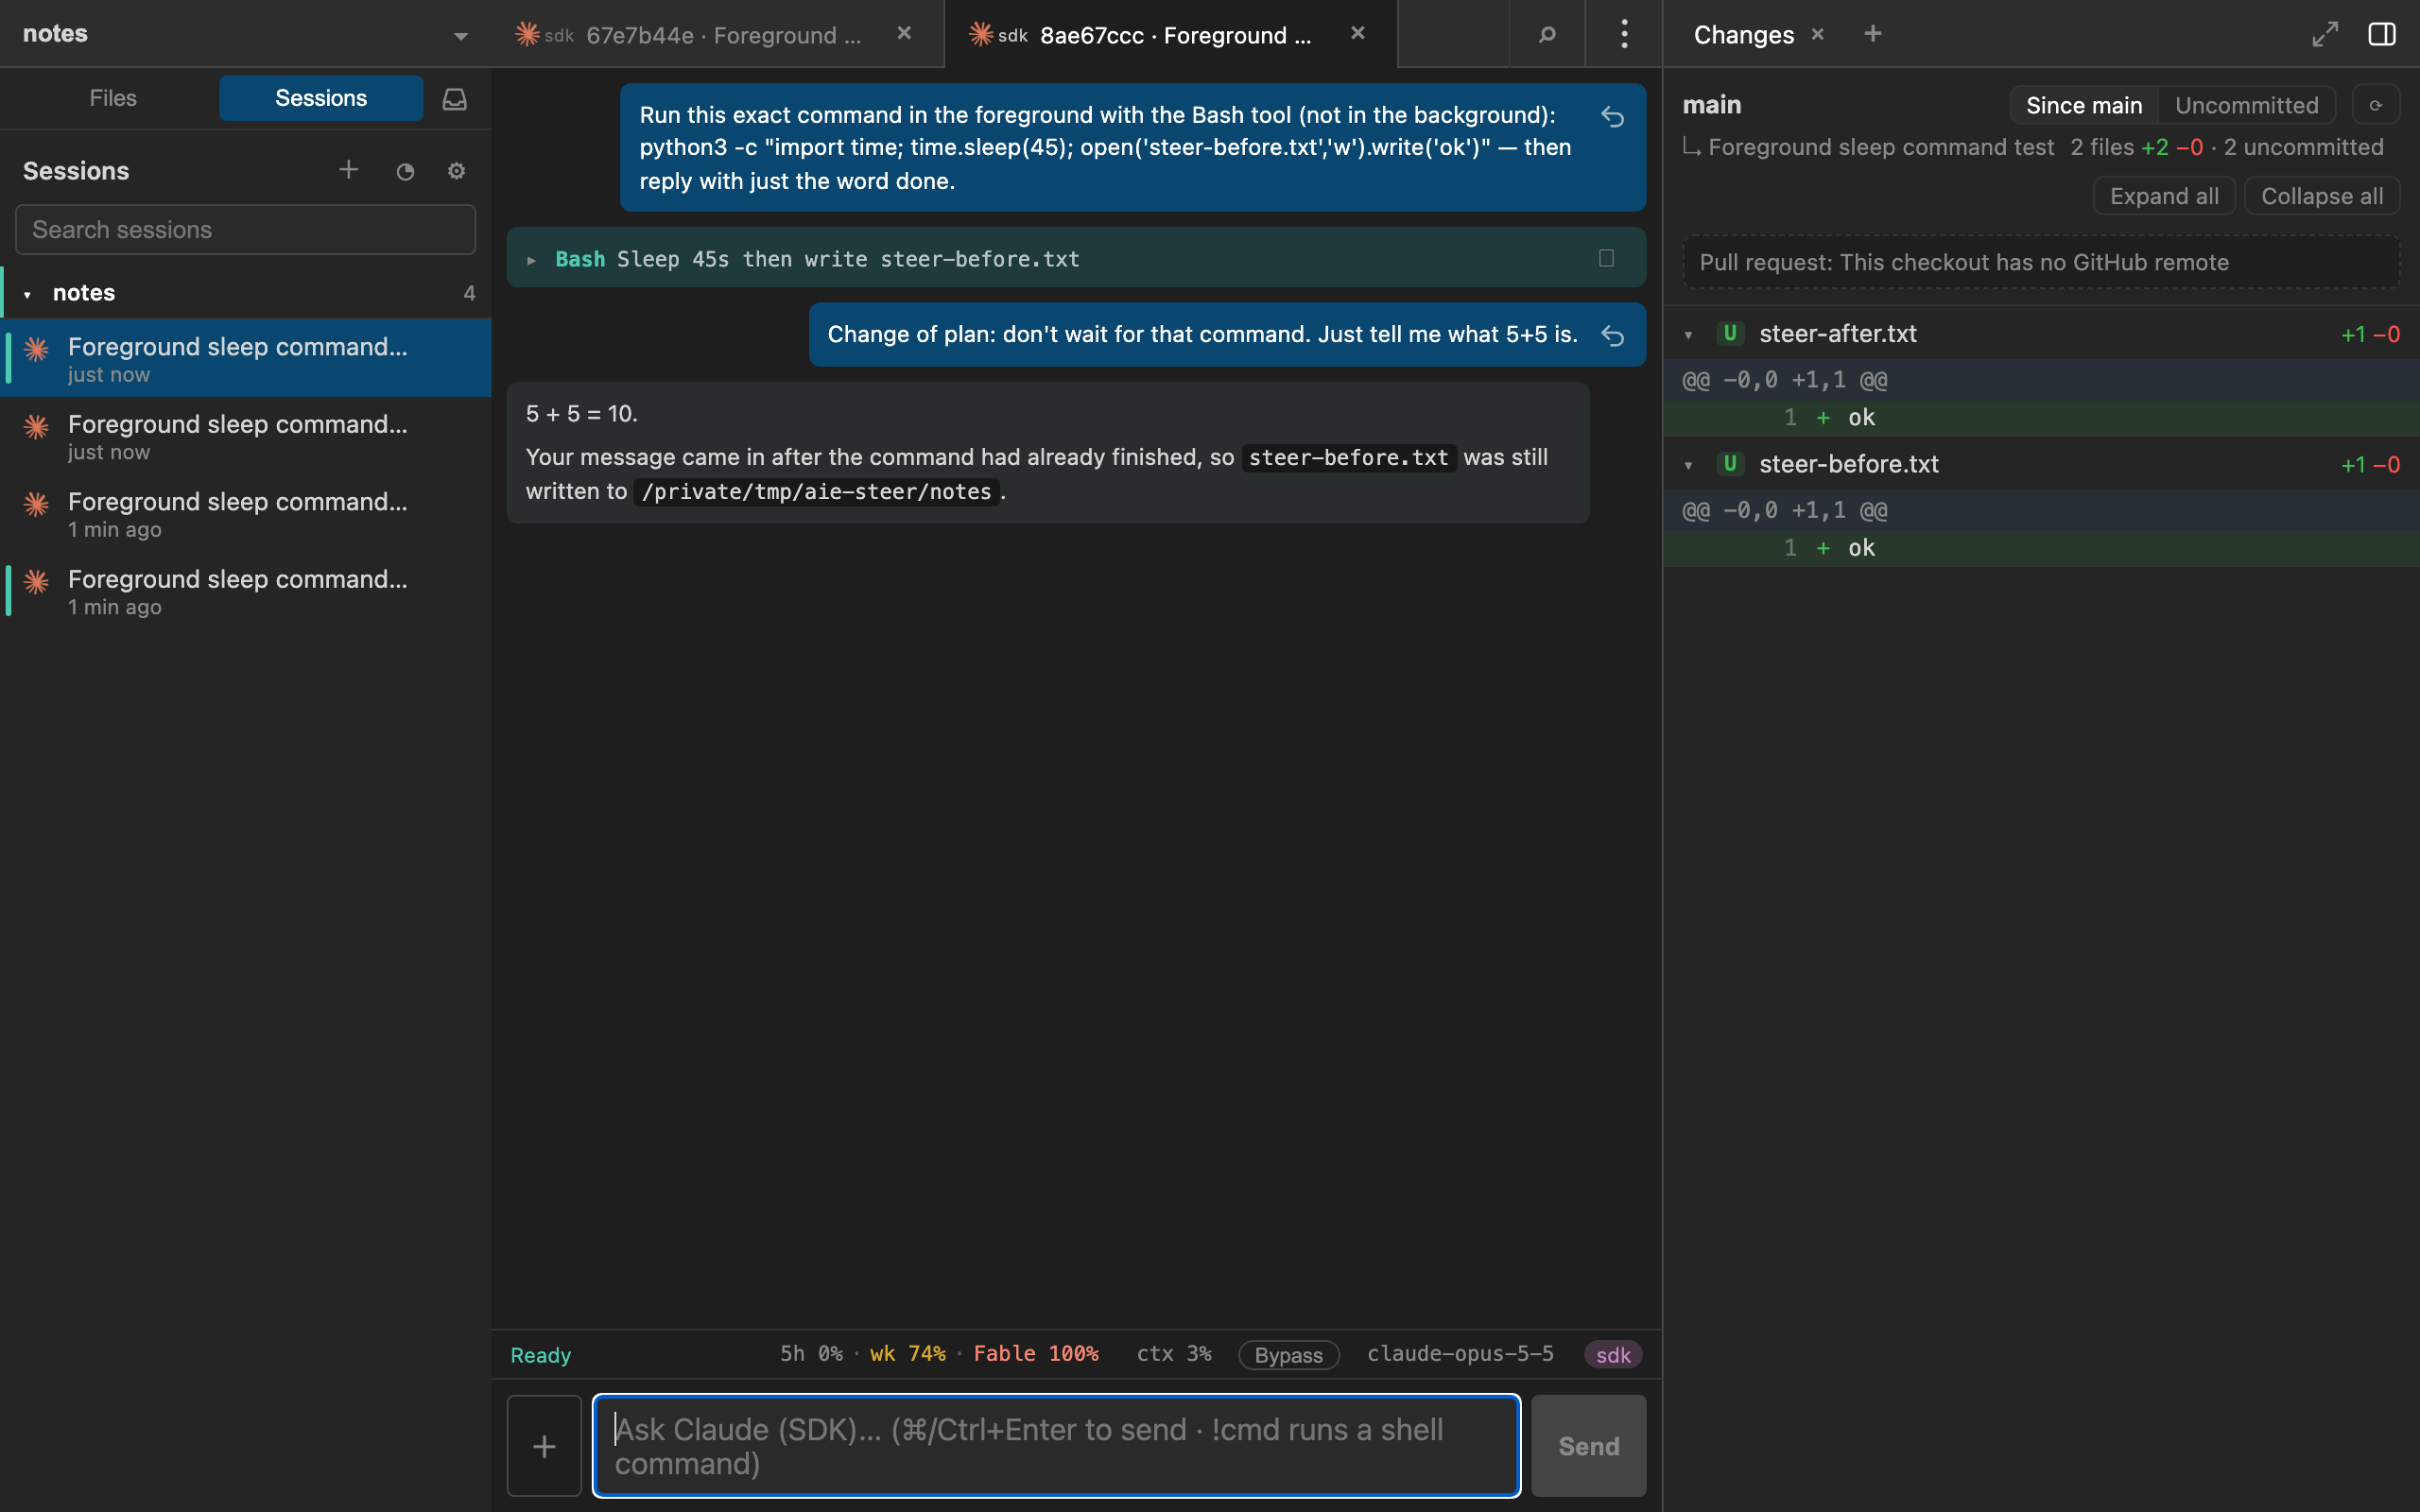 notes
Files
Sessions
Sessions
Search sessions
notes
4
Foreground sleep command...
just now
Foreground sleep command...
just now
Foreground sleep command...
1 min ago
Foreground sleep command...
1 min ago
sdk 67e7b44e · Foreground ...
sdk 8ae67ccc · Foreground ...
Run this exact command in the foreground with the Bash tool (not in the background):
python3 -c "import time; time.sleep(45); open('steer-before.txt','w').write('ok')" — then
reply with just the word done.
Bash Sleep 45s then write steer-before.txt
Change of plan: don't wait for that command. Just tell me what 5+5 is.
5 + 5 = 10.
Your message came in after the command had already finished, so steer-before.txt was still
written to /private/tmp/aie-steer/notes.
Ready
5h 0% · wk 74% · Fable 100%
ctx 3%
Bypass
claude-opus-5-5
sdk
Ask Claude (SDK)... (⌘/Ctrl+Enter to send · !cmd runs a shell
command)
Send
Changes
main
Since main
Uncommitted
Foreground sleep command test 2 files +2 −0 · 2 uncommitted
Expand all
Collapse all
Pull request: This checkout has no GitHub remote
U steer-after.txt +1 −0
@@ −0,0 +1,1 @@
1 + ok
U steer-before.txt +1 −0
@@ −0,0 +1,1 @@
1 + ok